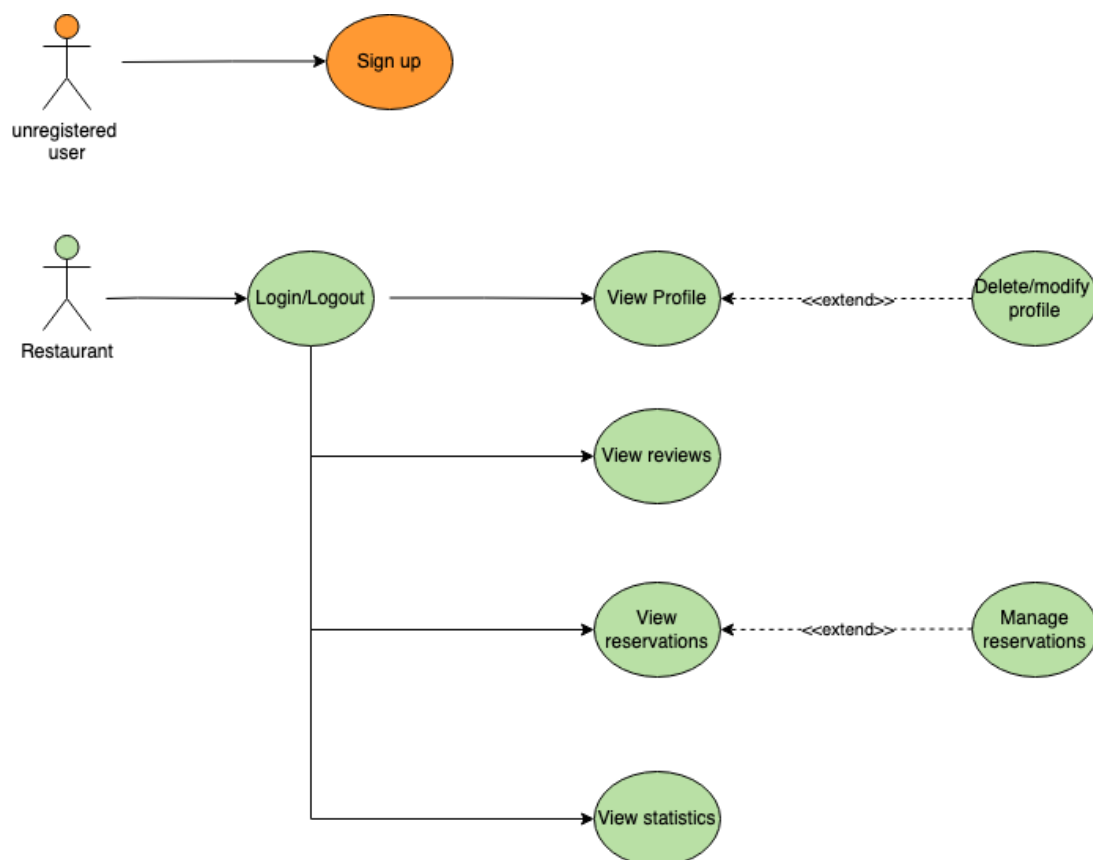 Sign up
unregistered
user
Restaurant
Login/Logout
View Profile
<<extend>>
Delete/modify
profile
View reviews
View
reservations
<<extend>>
Manage
reservations
View statistics